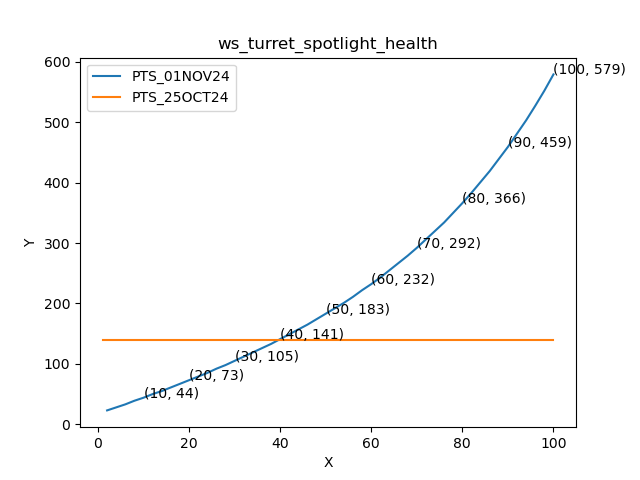 ws_turret_spotlight_health
PTS_01NOV24
PTS_25OCT24
Y
600
500
400
300
200
100
0
(100, 579)
(90, 459)
(80, 366)
(70, 292)
(60, 232)
(50, 183)
(40, 141)
(30, 105)
(20, 73)
(10, 44)
0 20 40 60 80 100
X